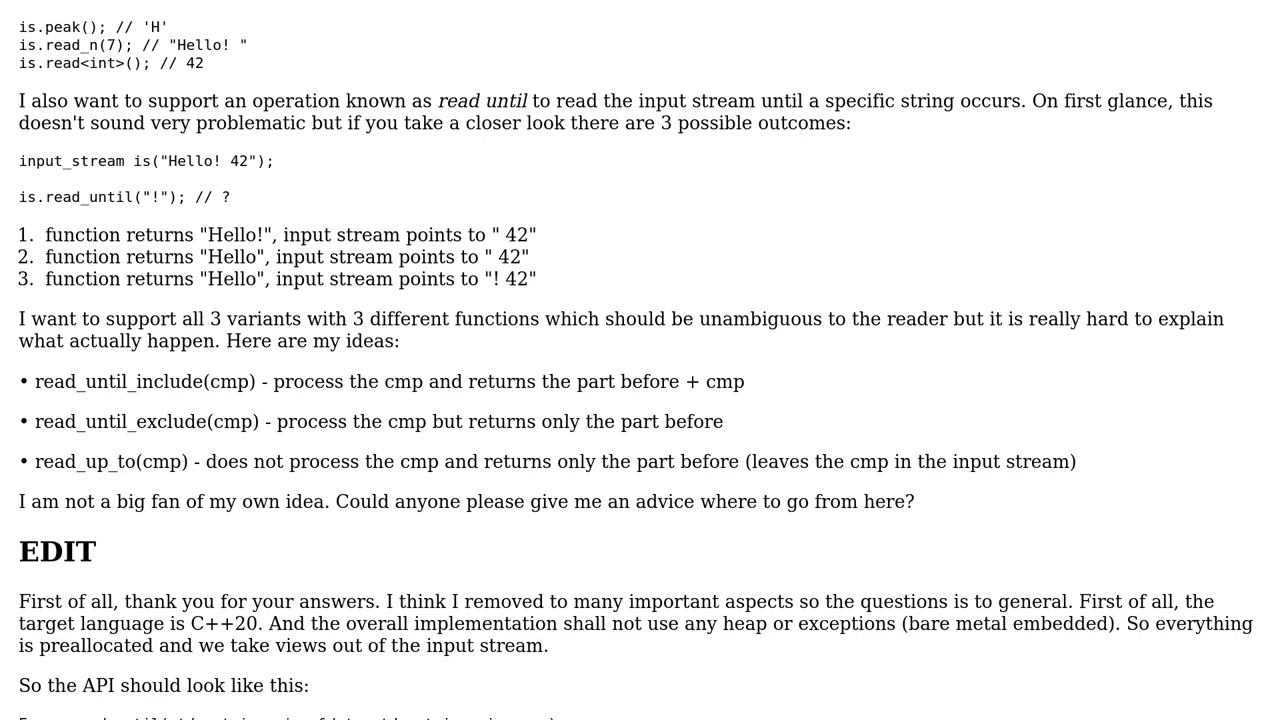 is.peak(); // 'H'
is.read_n(7); // "Hello! "
is.read<int>(); // 42
I also want to support an operation known as read until to read the input stream until a specific string occurs. On first glance, this
doesn't sound very problematic but if you take a closer look there are 3 possible outcomes:
input_stream is("Hello! 42");
is.read_until("!"); // ?
1. function returns "Hello!", input stream points to " 42"
2. function returns "Hello", input stream points to " 42"
3. function returns "Hello", input stream points to "! 42"
I want to support all 3 variants with 3 different functions which should be unambiguous to the reader but it is really hard to explain
what actually happen. Here are my ideas:
• read_until_include(cmp) - process the cmp and returns the part before + cmp
• read_until_exclude(cmp) - process the cmp but returns only the part before
• read_up_to(cmp) - does not process the cmp and returns only the part before (leaves the cmp in the input stream)
I am not a big fan of my own idea. Could anyone please give me an advice where to go from here?
EDIT
First of all, thank you for your answers. I think I removed to many important aspects so the questions is to general. First of all, the
target language is C++20. And the overall implementation shall not use any heap or exceptions (bare metal embedded). So everything
is preallocated and we take views out of the input stream.
So the API should look like this: